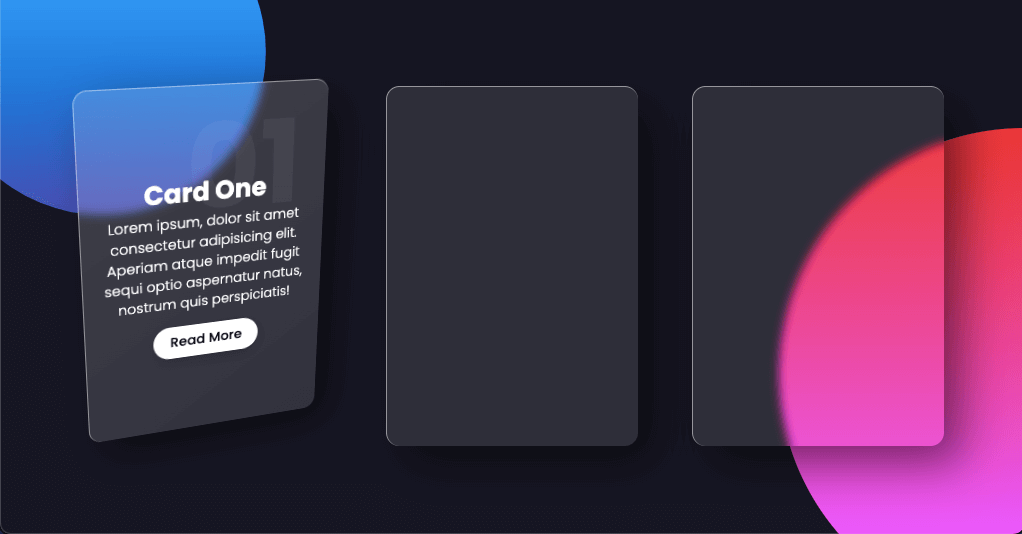 01
Card One
Lorem ipsum, dolor sit amet
consectetur adipisicing elit.
Aperiam atque impedit fugit
sequi optio aspernatur natus,
nostrum quis perspiciatis!
Read More